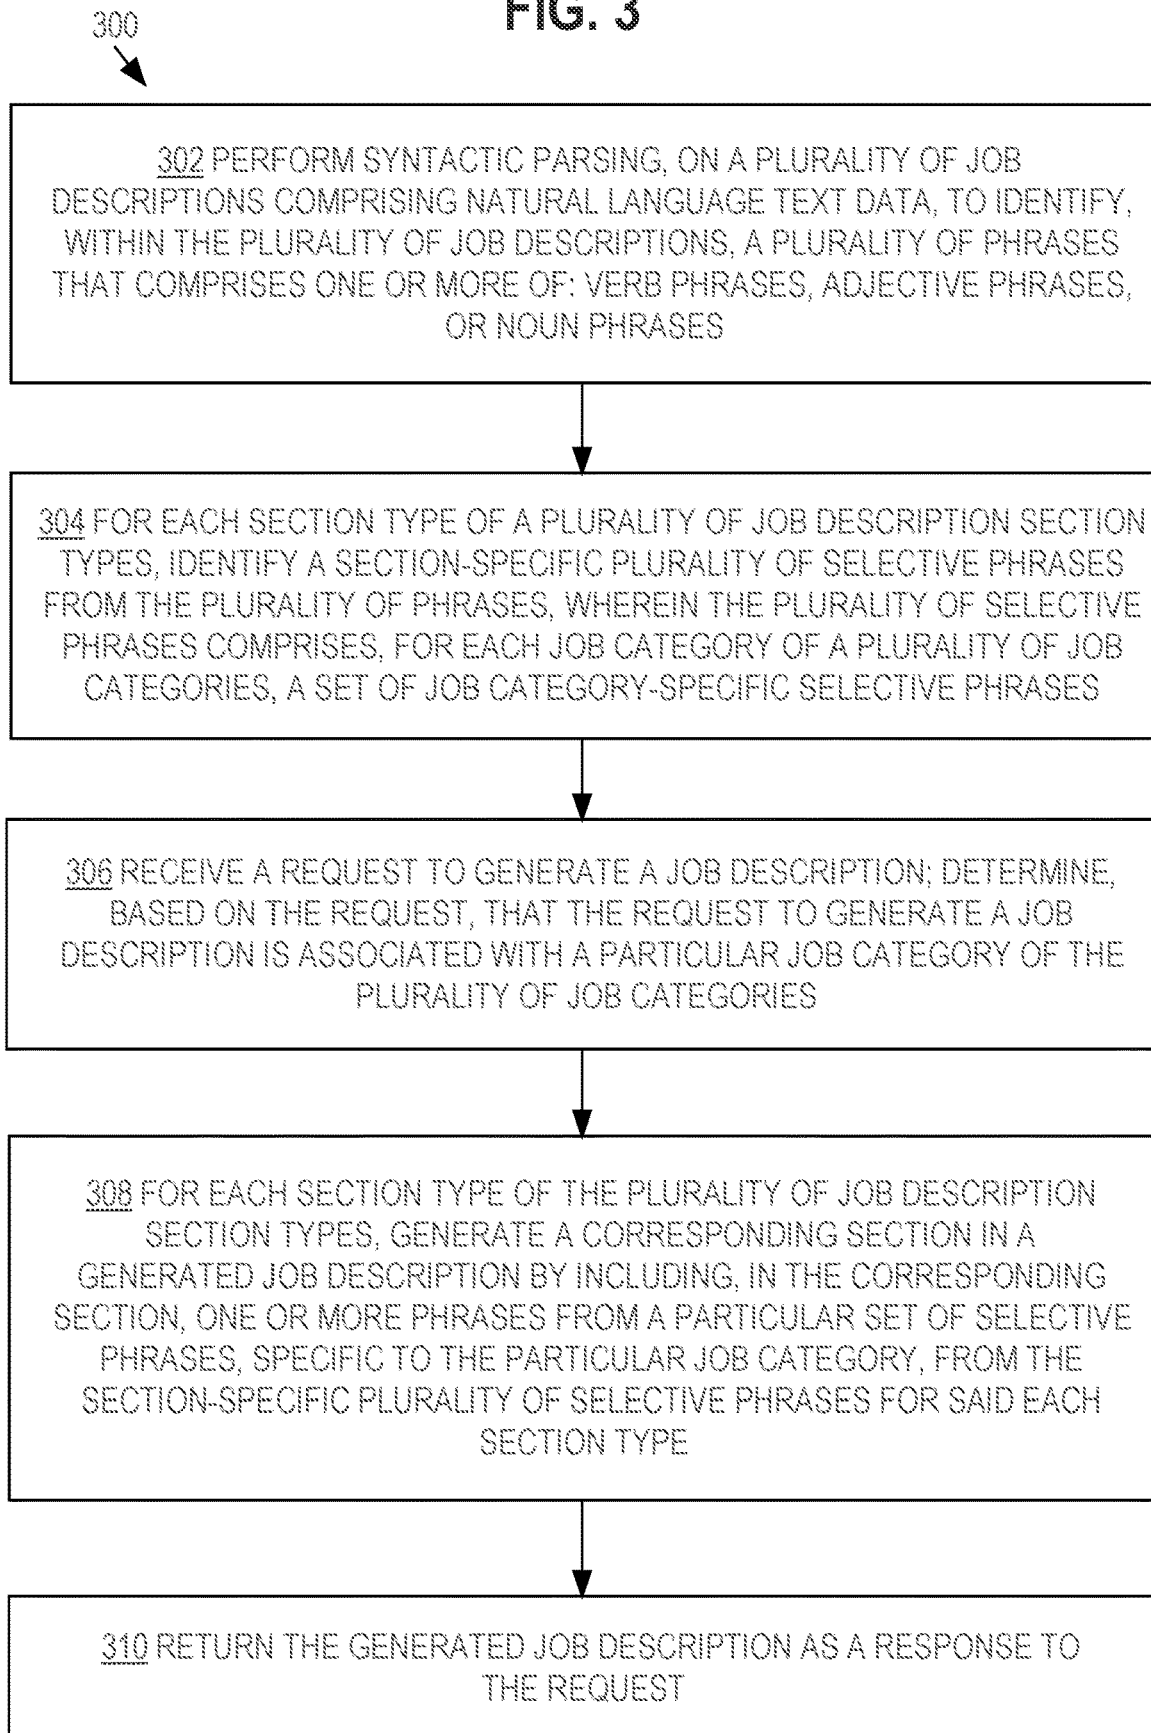 FIG. 3
300
302 PERFORM SYNTACTIC PARSING, ON A PLURALITY OF JOB
DESCRIPTIONS COMPRISING NATURAL LANGUAGE TEXT DATA, TO IDENTIFY,
WITHIN THE PLURALITY OF JOB DESCRIPTIONS, A PLURALITY OF PHRASES
THAT COMPRISES ONE OR MORE OF: VERB PHRASES, ADJECTIVE PHRASES,
OR NOUN PHRASES
304 FOR EACH SECTION TYPE OF A PLURALITY OF JOB DESCRIPTION SECTION
TYPES, IDENTIFY A SECTION-SPECIFIC PLURALITY OF SELECTIVE PHRASES
FROM THE PLURALITY OF PHRASES, WHEREIN THE PLURALITY OF SELECTIVE
PHRASES COMPRISES, FOR EACH JOB CATEGORY OF A PLURALITY OF JOB
CATEGORIES, A SET OF JOB CATEGORY-SPECIFIC SELECTIVE PHRASES
306 RECEIVE A REQUEST TO GENERATE A JOB DESCRIPTION; DETERMINE,
BASED ON THE REQUEST, THAT THE REQUEST TO GENERATE A JOB
DESCRIPTION IS ASSOCIATED WITH A PARTICULAR JOB CATEGORY OF THE
PLURALITY OF JOB CATEGORIES
308 FOR EACH SECTION TYPE OF THE PLURALITY OF JOB DESCRIPTION
SECTION TYPES, GENERATE A CORRESPONDING SECTION IN A
GENERATED JOB DESCRIPTION BY INCLUDING, IN THE CORRESPONDING
SECTION, ONE OR MORE PHRASES FROM A PARTICULAR SET OF SELECTIVE
PHRASES, SPECIFIC TO THE PARTICULAR JOB CATEGORY, FROM THE
SECTION-SPECIFIC PLURALITY OF SELECTIVE PHRASES FOR SAID EACH
SECTION TYPE
310 RETURN THE GENERATED JOB DESCRIPTION AS A RESPONSE TO
THE REQUEST